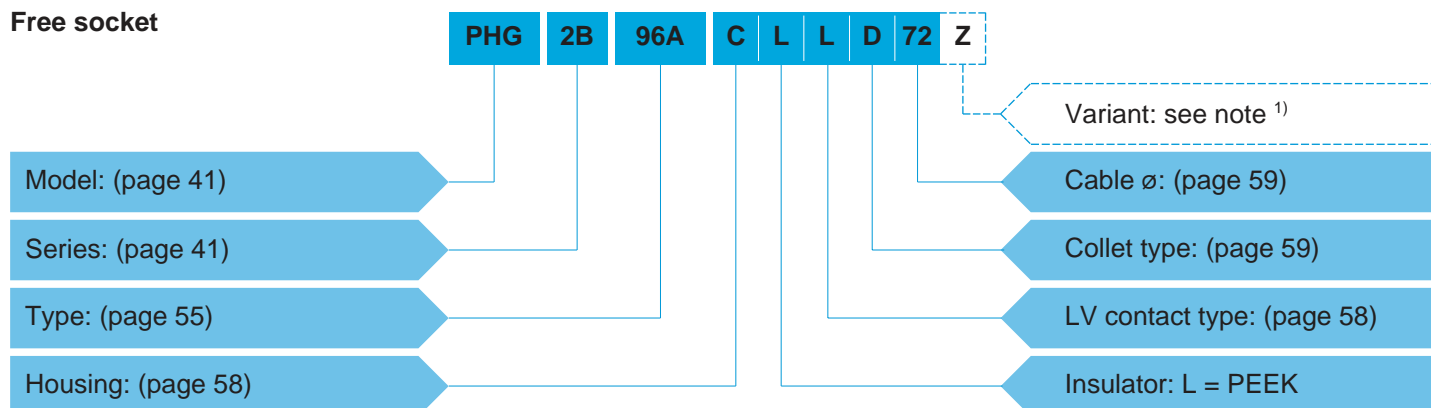 Free socket
PHG 2B 96A C L L D 72 Z
Variant: see note 1)
Model: (page 41)
Cable ø: (page 59)
Series: (page 41)
Collet type: (page 59)
Type: (page 55)
LV contact type: (page 58)
Housing: (page 58)
Insulator: L = PEEK